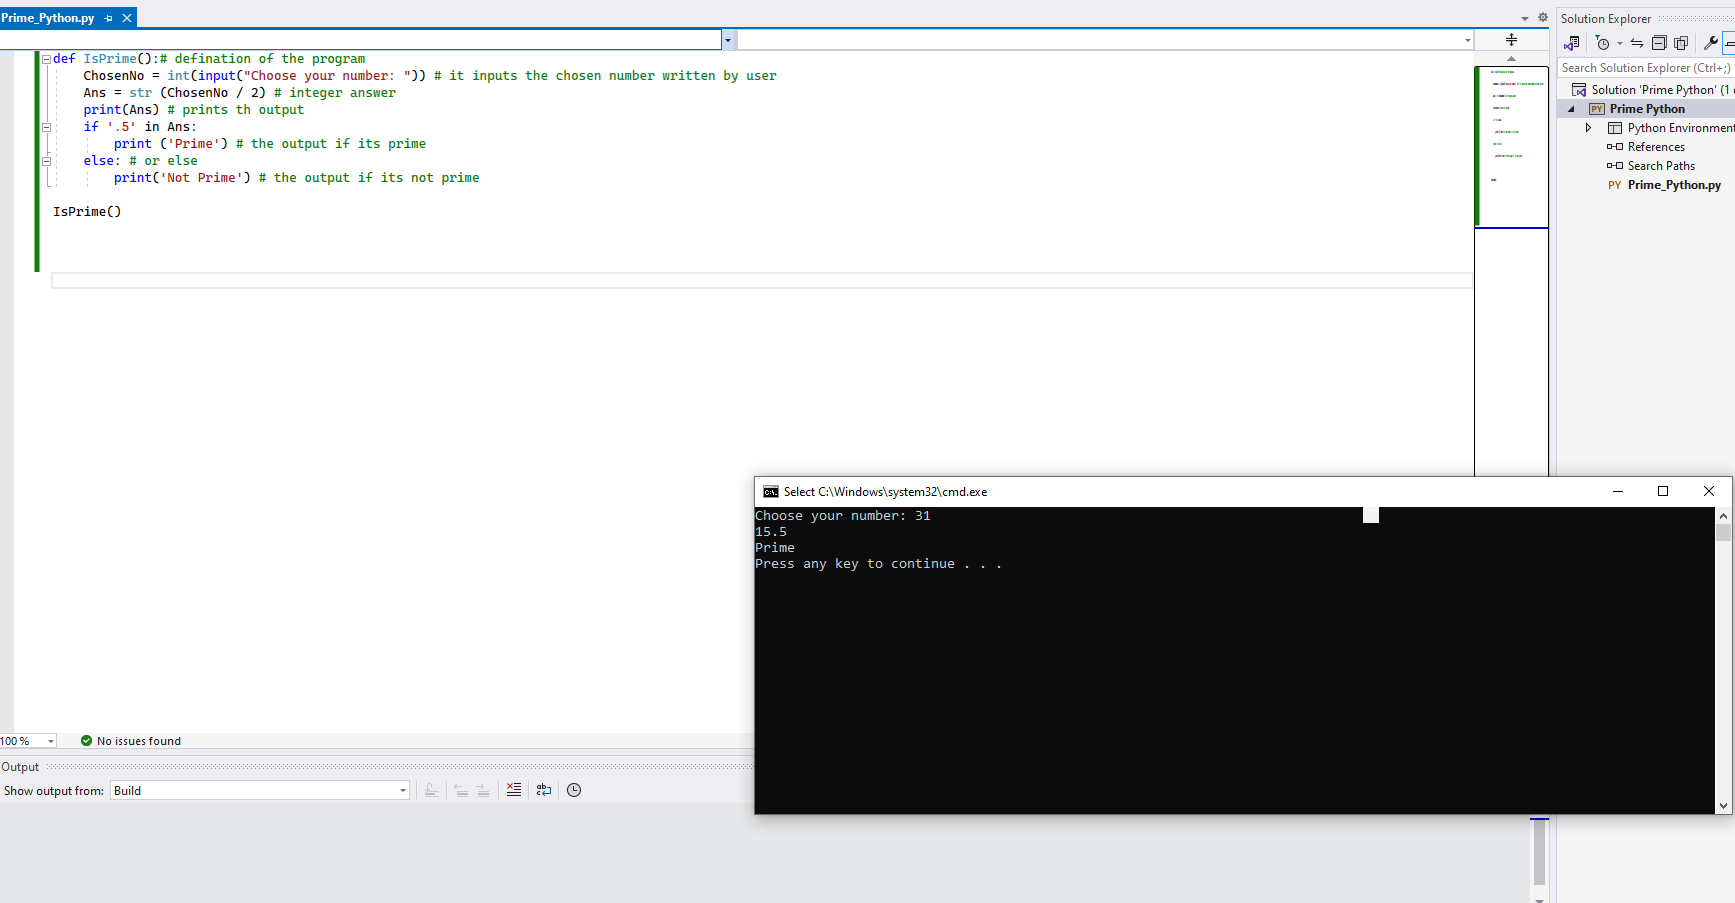 Prime_Python.py
def IsPrime():# defination of the program
ChosenNo = int(input("Choose your number: ")) # it inputs the chosen number written by user
Ans = str (ChosenNo / 2) # integer answer
print(Ans) # prints th output
if '.5' in Ans:
print ('Prime') # the output if its prime
else: # or else
print('Not Prime') # the output if its not prime
IsPrime()
100 %
No issues found
Output
Show output from: Build
Solution Explorer
Search Solution Explorer (Ctrl+;)
Solution 'Prime Python' (1
PY Prime Python
Python Environment
References
Search Paths
PY Prime_Python.py
Select C:\Windows\system32\cmd.exe
Choose your number: 31
15.5
Prime
Press any key to continue . . .